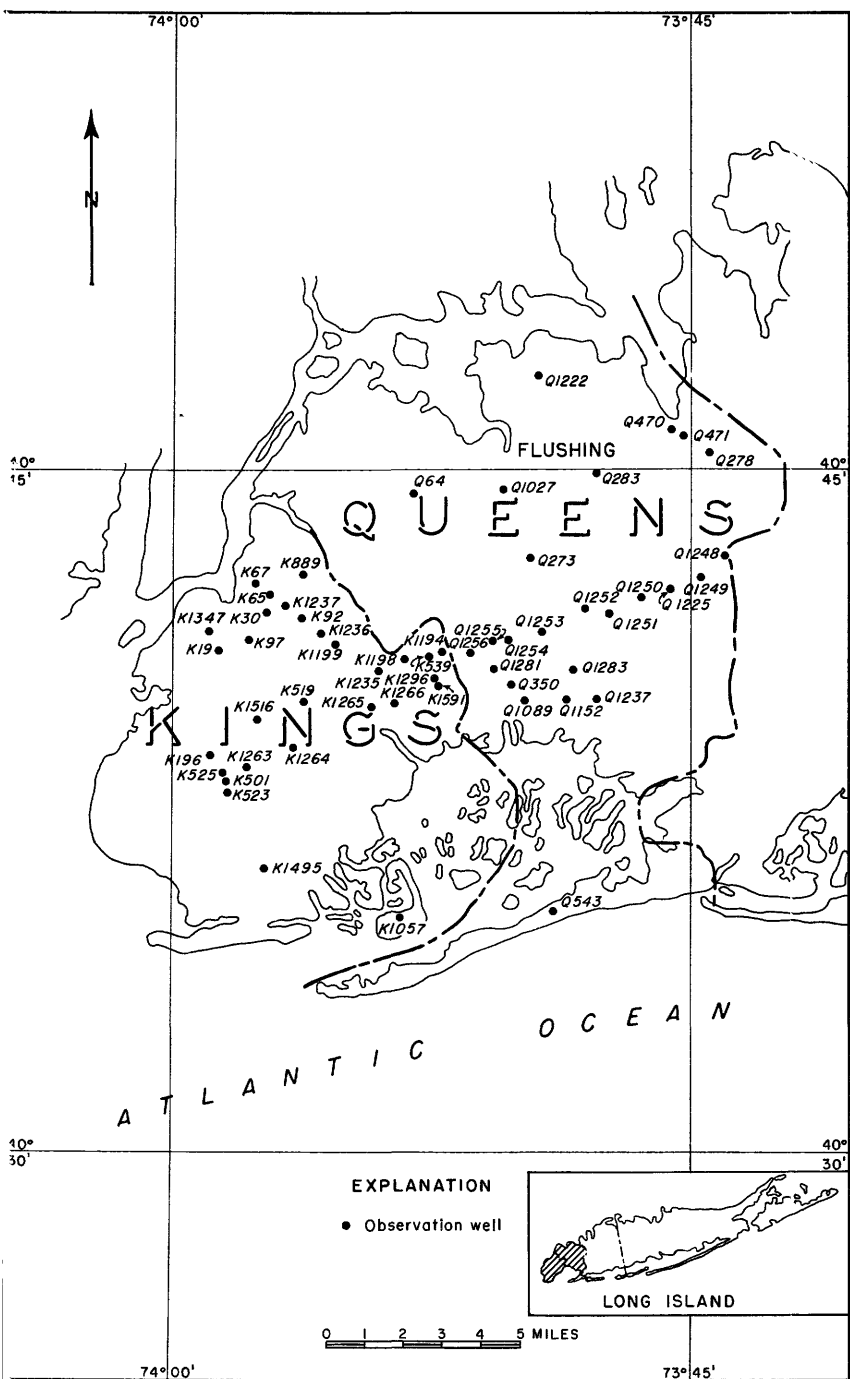 74°00'
73°45'
N
Q1222
Q470
Q471
FLUSHING
Q278
10°
15'
40°
45'
Q283
Q64
Q1027
QUEENS
Q273
Q1248
K889
K67
K65
K1237
K30
K92
K1347
K19
K97
K1236
K1199
Q1249
Q1250
Q1225
Q1252
Q1251
Q1253
Q1255
Q1254
K1194
Q1256
K1198
K539
K1235
K1296
K1266
K1591
K1265
Q1281
Q1283
Q350
Q1089
Q1152
Q1237
K519
K1516
KINGS
K1264
K196
K1263
K525
K501
K523
K1495
K1057
Q543
ATLANTIC OCEAN
10°
30'
40°
30'
EXPLANATION
Observation well
LONG ISLAND
0 1 2 3 4 5 MILES
74°00'
73°45'